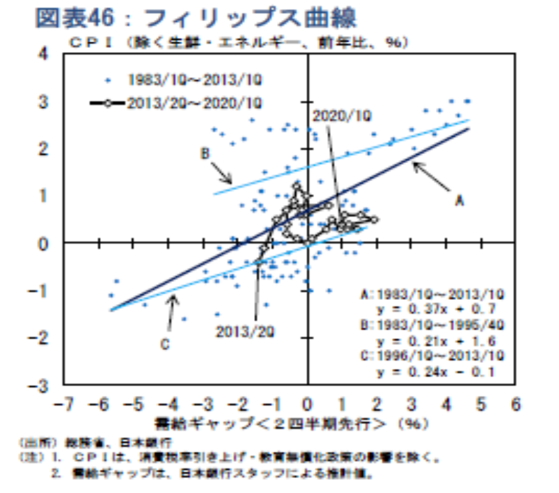 図表46：フィリップス曲線
ＣＰＩ（除く生鮮・エネルギー、前年比、％）
4
3
2
1
0
-1
-2
-3
1983/1Q～2013/1Q
2013/2Q～2020/1Q
2020/1Q
B
A
2013/2Q
C
A:1983/1Q～2013/1Q
y = 0.37x + 0.7
B:1983/1Q～1995/4Q
y = 0.21x + 1.6
C:1996/1Q～2013/1Q
y = 0.24x - 0.1
-7 -6 -5 -4 -3 -2 -1 0 1 2 3 4 5 6
需給ギャップ＜２四半期先行＞（％）
（出所）総務省、日本銀行
（注）1. ＣＰＩは、消費税率引き上げ・教育無償化政策の影響を除く。
2. 需給ギャップは、日本銀行スタッフによる推計値。